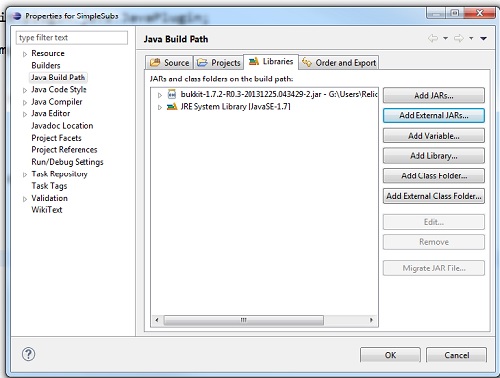 JavaPlugin;
Properties for SimpleSubs
type filter text
Resource
Builders
Java Build Path
Java Code Style
Java Compiler
Java Editor
Javadoc Location
Project Facets
Project References
Run/Debug Settings
Task Repository
Task Tags
Validation
WikiText
Java Build Path
Source
Projects
Libraries
Order and Export
JARs and class folders on the build path:
bukkit-1.7.2-R0.3-20131225.043429-2.jar - G:\Users\Relic
JRE System Library [JavaSE-1.7]
Add JARs...
Add External JARs...
Add Variable...
Add Library...
Add Class Folder...
Add External Class Folder...
Edit...
Remove
Migrate JAR File...
OK
Cancel